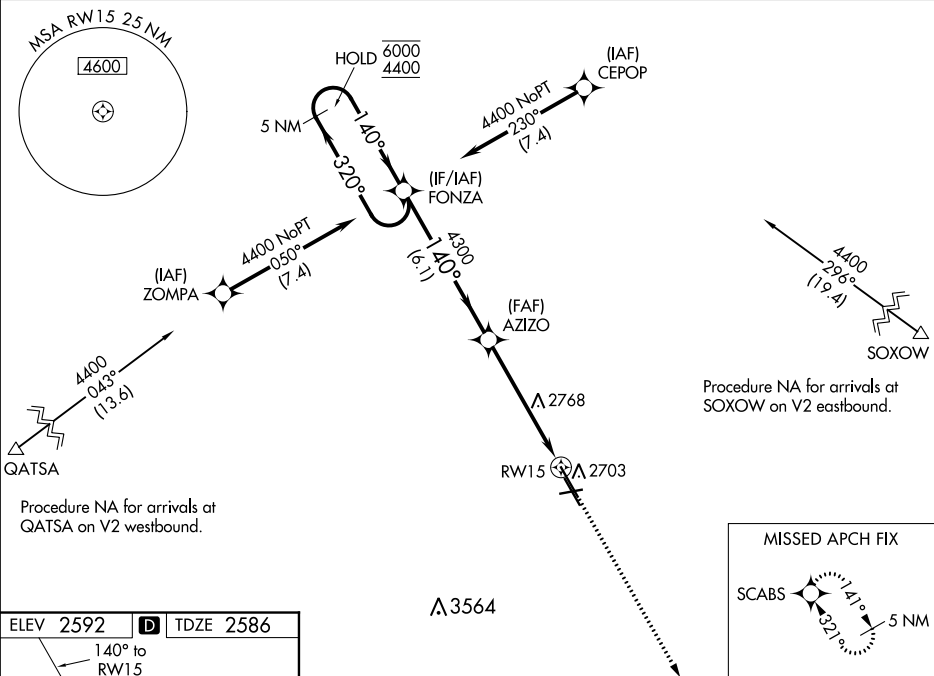 MSA RW15 25 NM
4600
HOLD 6000
4400
5 NM
140°
320°
(IAF)
CEPOP
4400 NoPT
230°
(7.4)
(IF/IAF)
FONZA
4400 NoPT
050°
(7.4)
(IAF)
ZOMPA
4300
140°
(6.1)
(FAF)
AZIZO
4400
296°
(19.4)
SOXOW
Procedure NA for arrivals at
SOXOW on V2 eastbound.
4400
043°
(13.6)
QATSA
Procedure NA for arrivals at
QATSA on V2 westbound.
2768
RW15
2703
3564
MISSED APCH FIX
SCABS
141°
321°
5 NM
ELEV 2592 D TDZE 2586
140° to
RW15